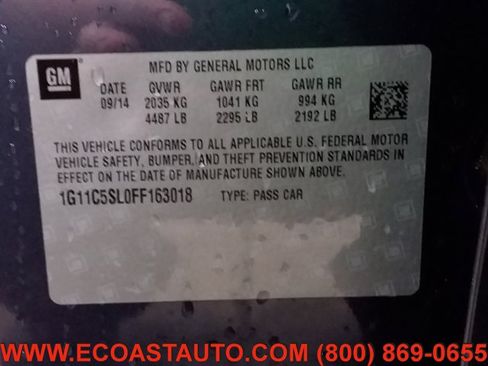 GM
MFD BY GENERAL MOTORS LLC
DATE GVWR GAWR FRT GAWR RR
09/14 2035 KG 1041 KG 994 KG
4487 LB 2295 LB 2192 LB
THIS VEHICLE CONFORMS TO ALL APPLICABLE U.S. FEDERAL MOTOR
VEHICLE SAFETY, BUMPER, AND THEFT PREVENTION STANDARDS IN
EFFECT ON THE DATE OF MANUFACTURE SHOWN ABOVE.
1G11C5SL0FF163018 TYPE: PASS CAR
WWW.ECOASTAUTO.COM (800) 869-0655